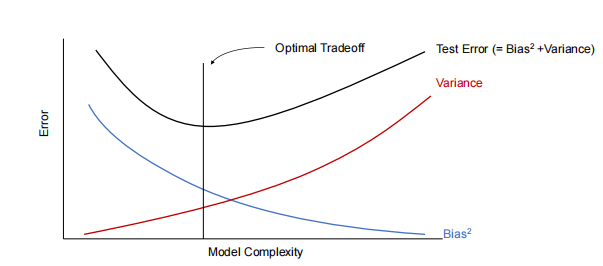 Optimal Tradeoff
Test Error (= Bias² +Variance)
Variance
Error
Bias²
Model Complexity